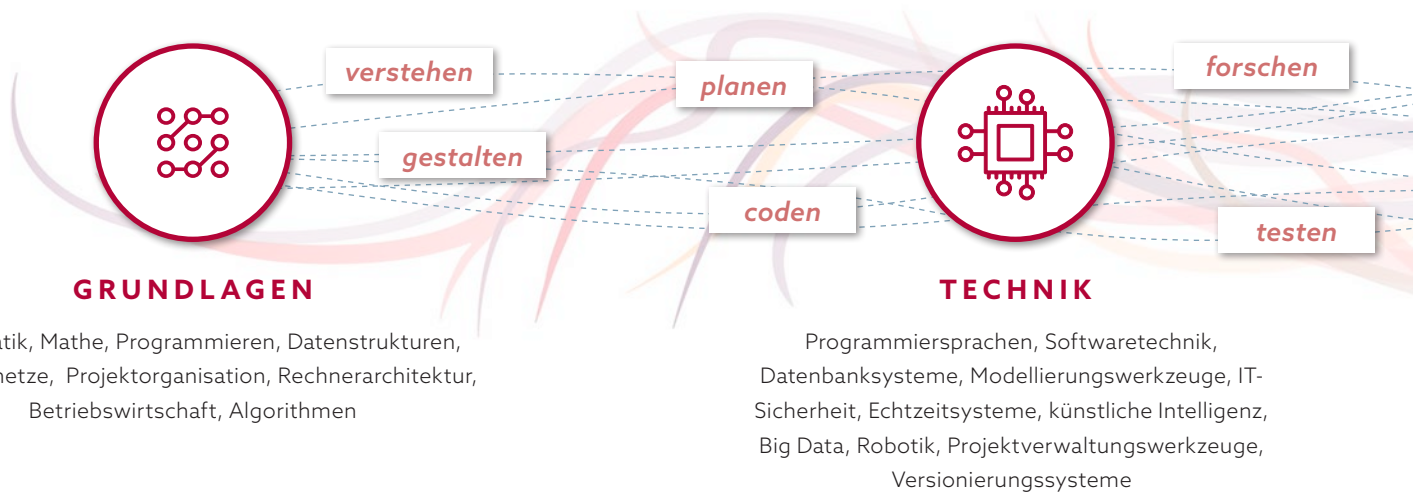 verstehen
planen
forschen
gestalten
coden
testen
GRUNDLAGEN
Mathe, Programmieren, Datenstrukturen,
Projektorganisation, Rechnerarchitektur,
Betriebswirtschaft, Algorithmen
TECHNIK
Programmiersprachen, Softwaretechnik,
Datenbanksysteme, Modellierungswerkzeuge, IT-
Sicherheit, Echtzeitsysteme, künstliche Intelligenz,
Big Data, Robotik, Projektverwaltungswerkzeuge,
Versionierungssysteme